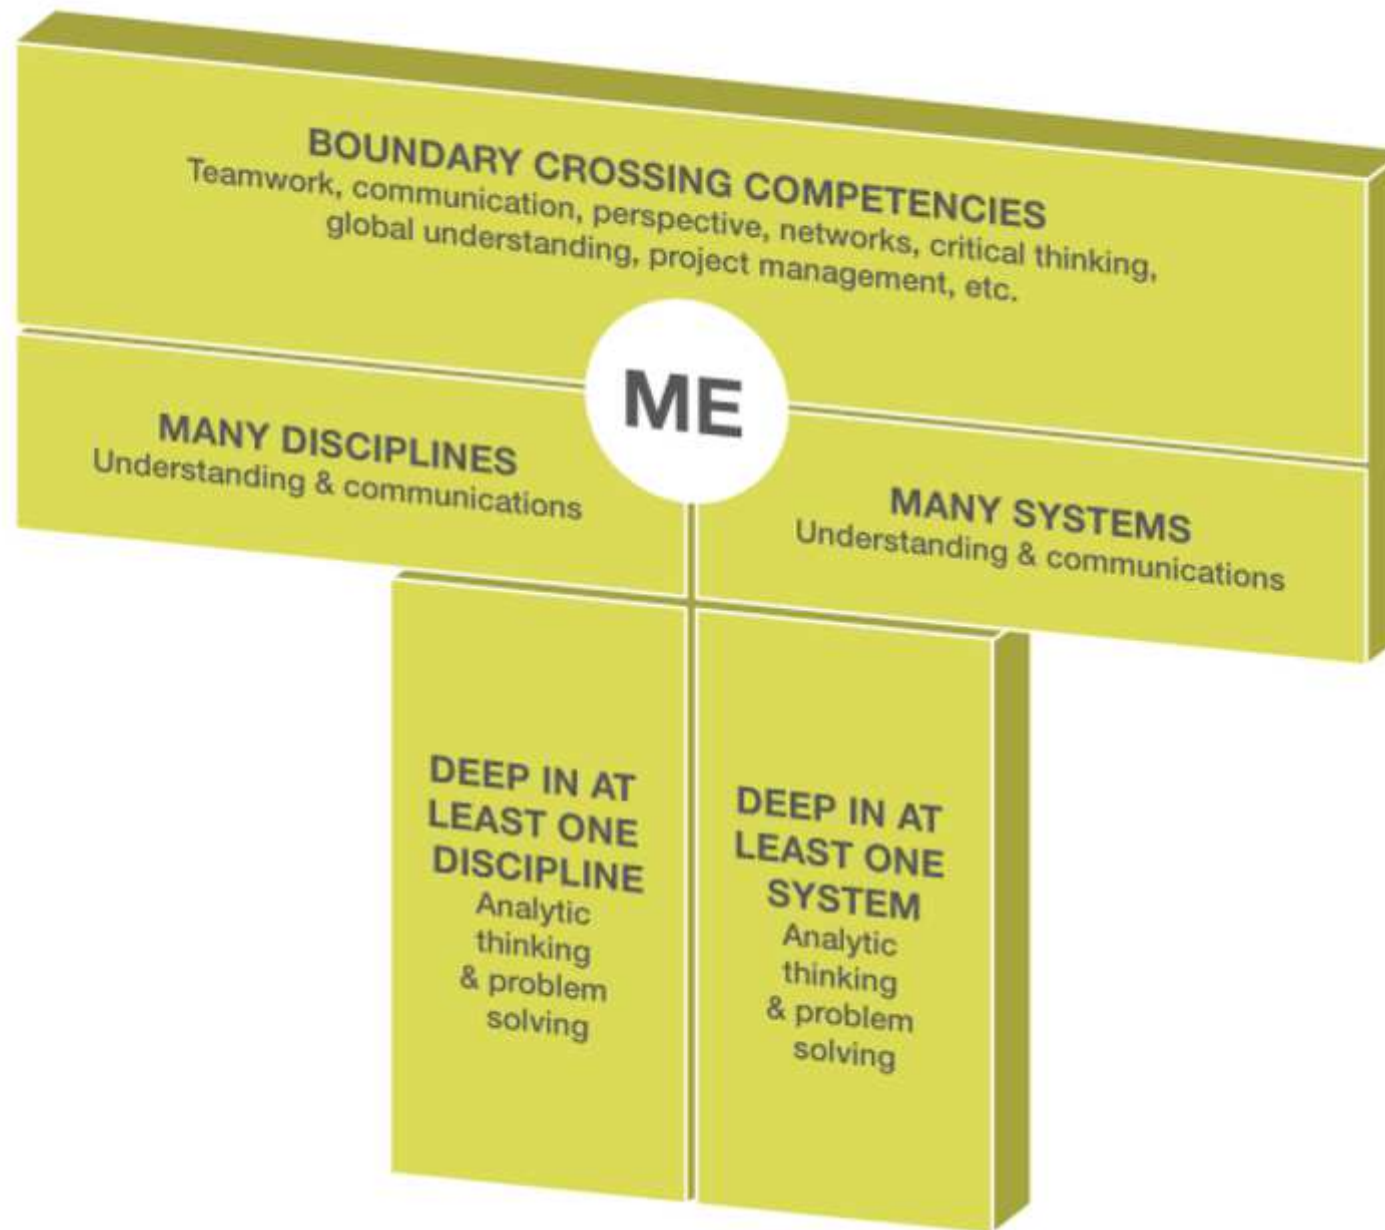 BOUNDARY CROSSING COMPETENCIES
Teamwork, communication, perspective, networks, critical thinking,
global understanding, project management, etc.
ME
MANY DISCIPLINES
Understanding & communications
MANY SYSTEMS
Understanding & communications
DEEP IN AT
LEAST ONE
DISCIPLINE
Analytic
thinking
& problem
solving
DEEP IN AT
LEAST ONE
SYSTEM
Analytic
thinking
& problem
solving